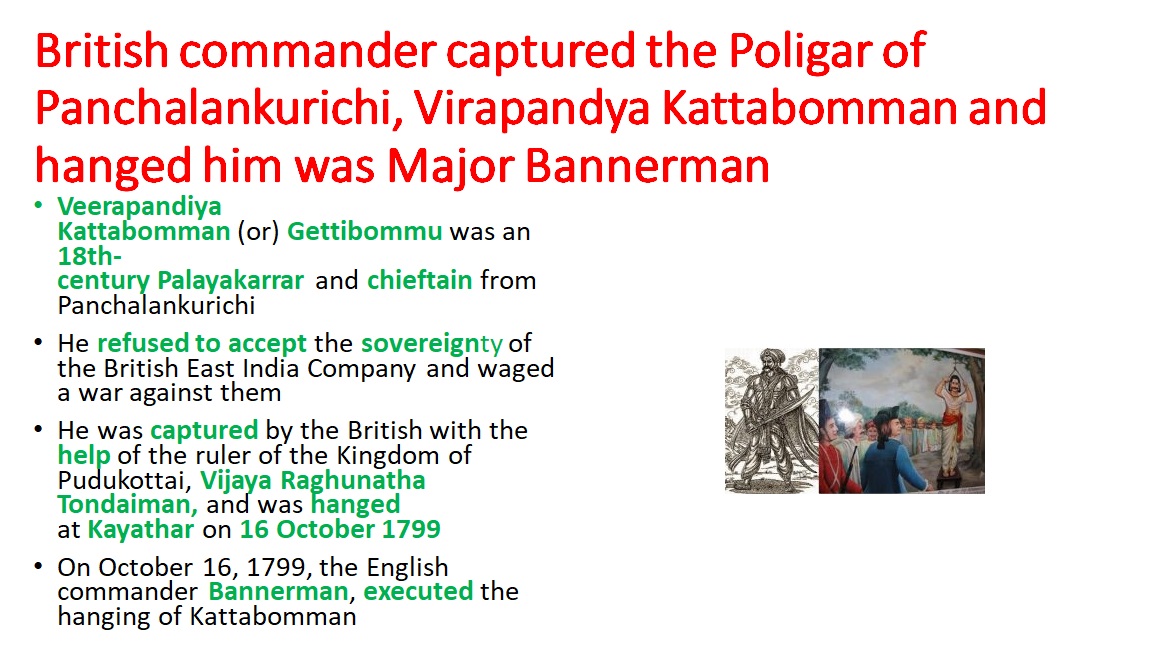 British commander captured the Poligar of
Panchalankurichi, Virapandya Kattabomman and
hanged him was Major Bannerman
• Veerapandiya
Kattabomman (or) Gettibommu was an
18th-
century Palayakarrar and chieftain from
Panchalankurichi
• He refused to accept the sovereignty of
the British East India Company and waged
a war against them
• He was captured by the British with the
help of the ruler of the Kingdom of
Pudukottai, Vijaya Raghunatha
Tondaiman, and was hanged
at Kayathar on 16 October 1799
• On October 16, 1799, the English
commander Bannerman, executed the
hanging of Kattabomman